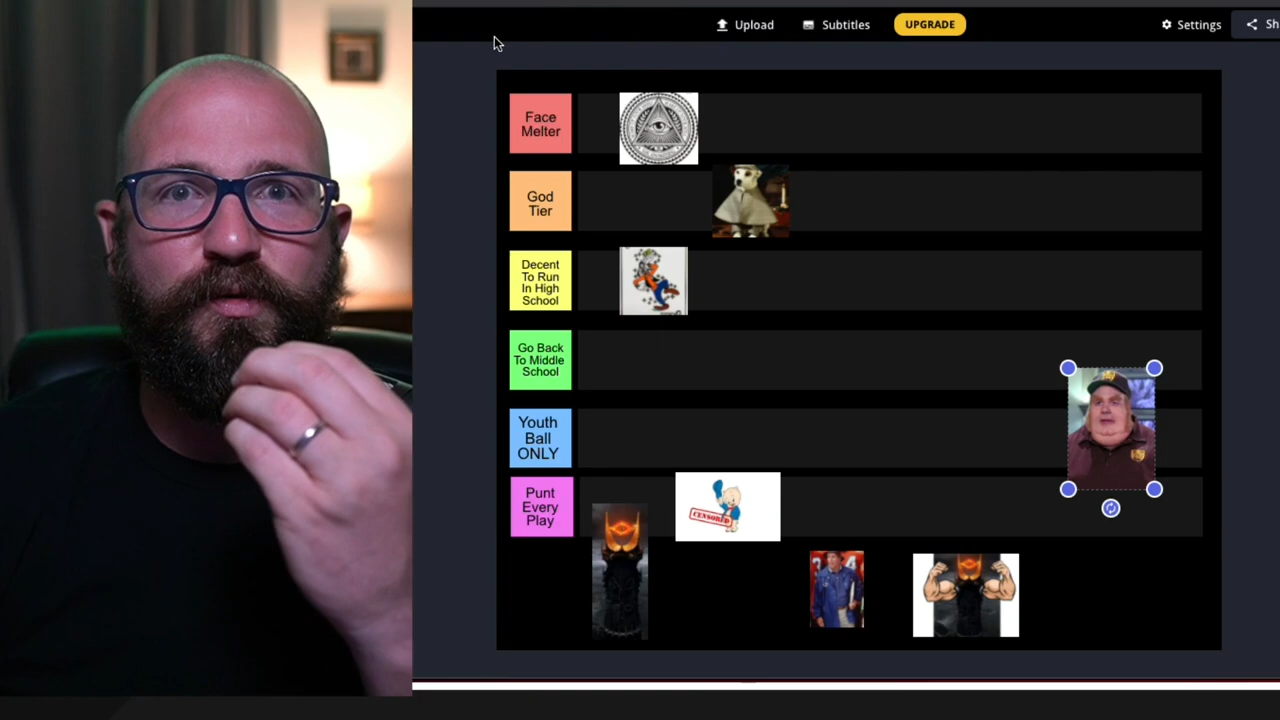 Upload
Subtitles
UPGRADE
Settings
Sh
Face
Melter
God
Tier
Decent
To Run
In High
School
Go Back
To Middle
School
Youth
Ball
ONLY
Punt
Every
Play
CENSORED